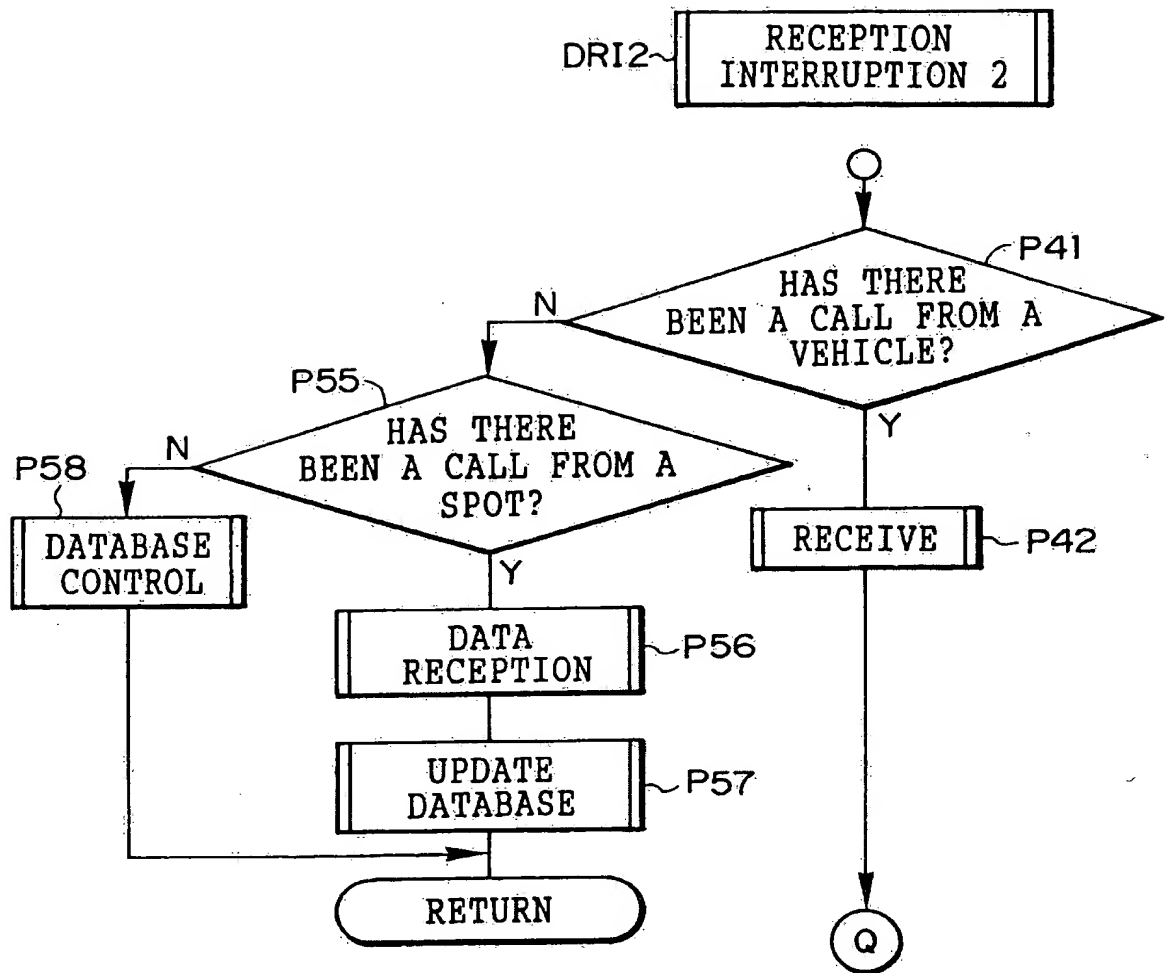 DRI2
RECEPTION
INTERRUPTION 2
P41
HAS THERE
BEEN A CALL FROM A
VEHICLE?
N
Y
P55
HAS THERE
BEEN A CALL FROM A
SPOT?
N
Y
P58
DATABASE
CONTROL
RECEIVE
P42
DATA
RECEPTION
P56
UPDATE
DATABASE
P57
RETURN
Q